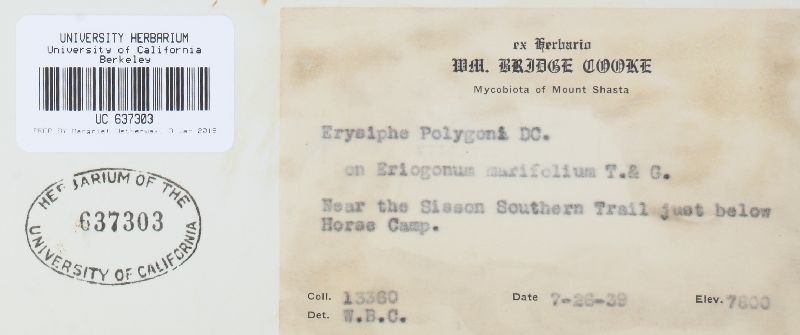 UNIVERSITY HERBARIUM
University of California
Berkeley
UC 637303
HERBARIUM OF THE
637303
UNIVERSITY OF CALIFORNIA
ex Herbario
WM. BRIDGE COOKE
Mycobiota of Mount Shasta
Erysiphe Polygoni DC.
on Eriogonum marifolium T.& G.
Near the Sisson Southern Trail just below
Horse Camp.
Coll. 13360 Date 7-26-39 Elev. 7800
Det. W.B.C.